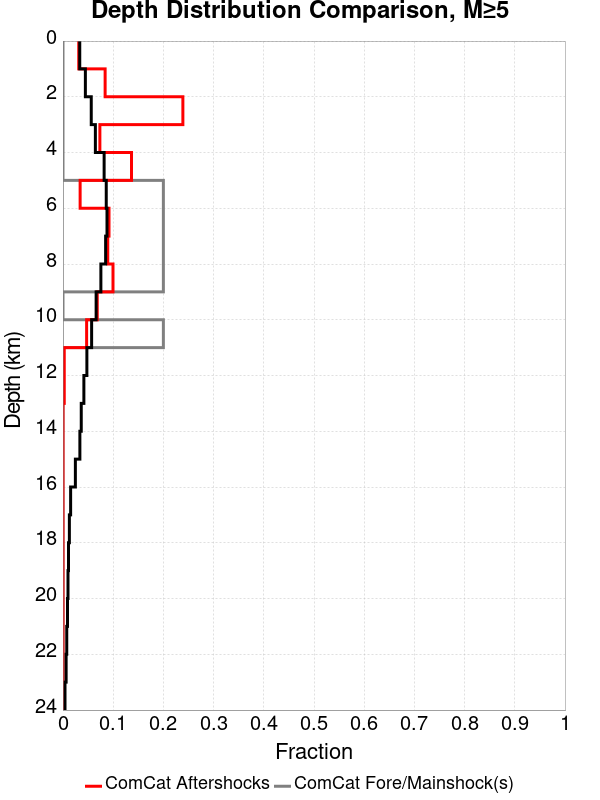 Depth Distribution Comparison, M≥5
0
2
4
6
8
10
12
14
16
18
20
22
24
Depth (km)
0 0.1 0.2 0.3 0.4 0.5 0.6 0.7 0.8 0.9 1
Fraction
ComCat Aftershocks ComCat Fore/Mainshock(s)